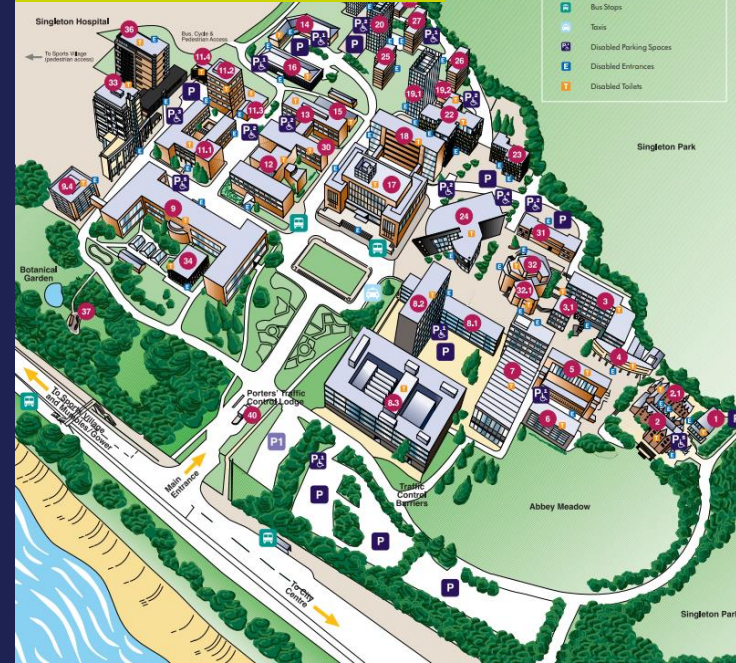 Bus Stops
Taxis
Disabled Parking Spaces
Disabled Entrances
Disabled Toilets
Singleton Hospital
36
Bus, Cycle &
Pedestrian Access
To Sports Village
(pedestrian access)
11.4
14
20
27
25
26
16
33
11.2
19.1
19.2
11.3
13
15
22
18
Singleton Park
11.1
30
12
23
17
9.4
9
24
31
34
32
Botanical
Garden
32.1
3.1
3
8.2
8.1
37
4
7
5
To Sports Village
and Mumbles/Gower
Porters' Traffic
Control Lodge
40
8.3
6
2.1
2
1
P1
Main
Entrance
Traffic
Control
Barriers
Abbey Meadow
To City
Centre
Singleton Park